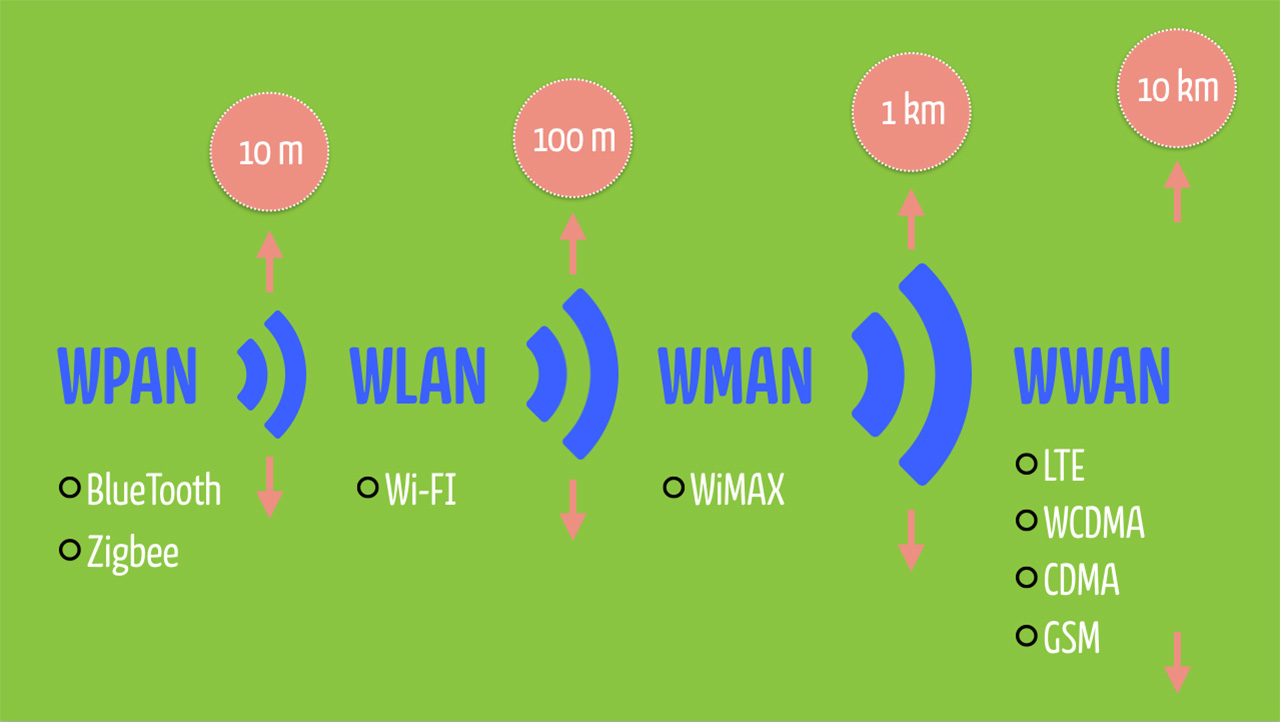 10 m
100 m
1 km
10 km
WPAN
WLAN
WMAN
WWAN
BlueTooth
Zigbee
Wi-FI
WiMAX
LTE
WCDMA
CDMA
GSM